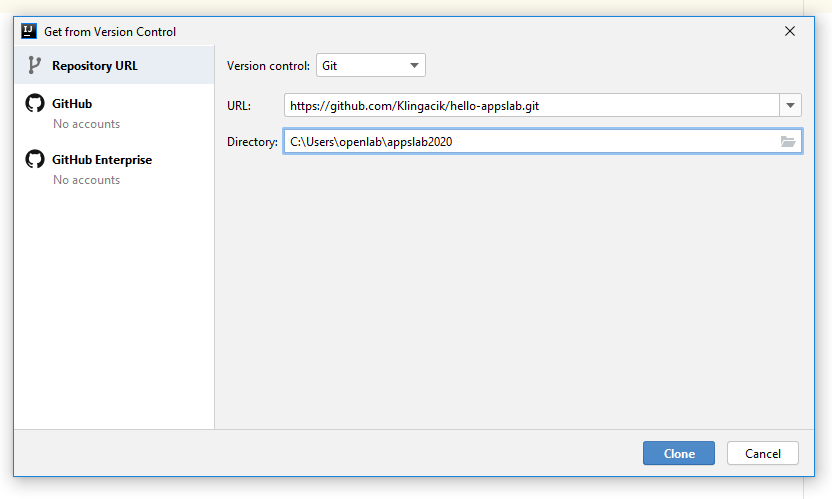 IJ
Get from Version Control
Repository URL
GitHub
No accounts
GitHub Enterprise
No accounts
Version control: Git
URL: https://github.com/Klingacik/hello-appslab.git
Directory: C:\Users\openlab\appslab2020
Clone Cancel